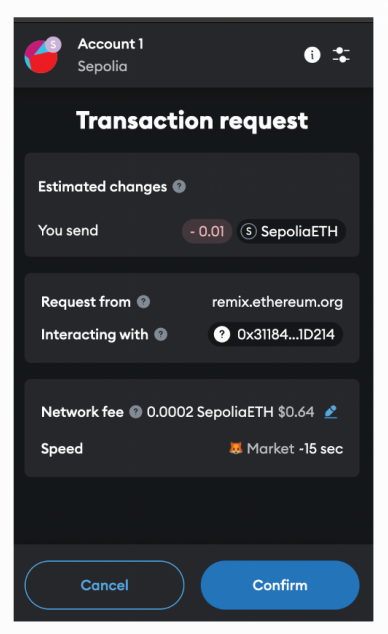 S
Account 1
Sepolia
i
Transaction request
Estimated changes ?
You send - 0.01 S SepoliaETH
Request from ? remix.ethereum.org
Interacting with ? ? 0x31184...1D214
Network fee ? 0.0002 SepoliaETH $0.64
Speed Market ~15 sec
Cancel Confirm